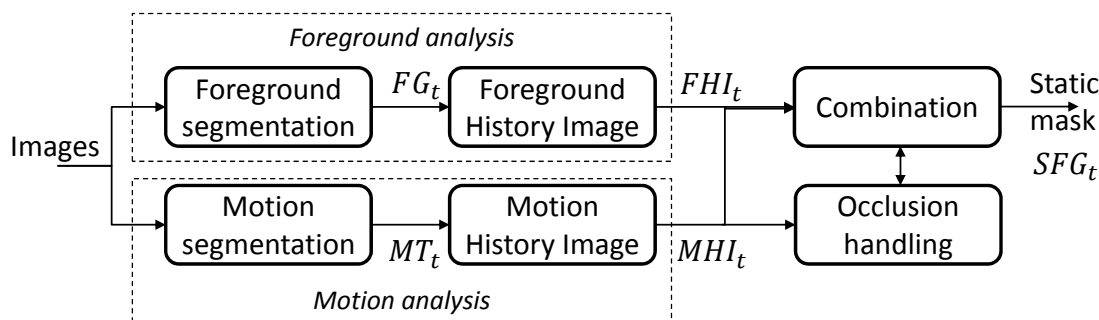 Foreground analysis
Foreground
segmentation
FG_t
Foreground
History Image
FHI_t
Combination
Static
mask
SFG_t
Images
Motion
segmentation
MT_t
Motion
History Image
MHI_t
Occlusion
handling
Motion analysis